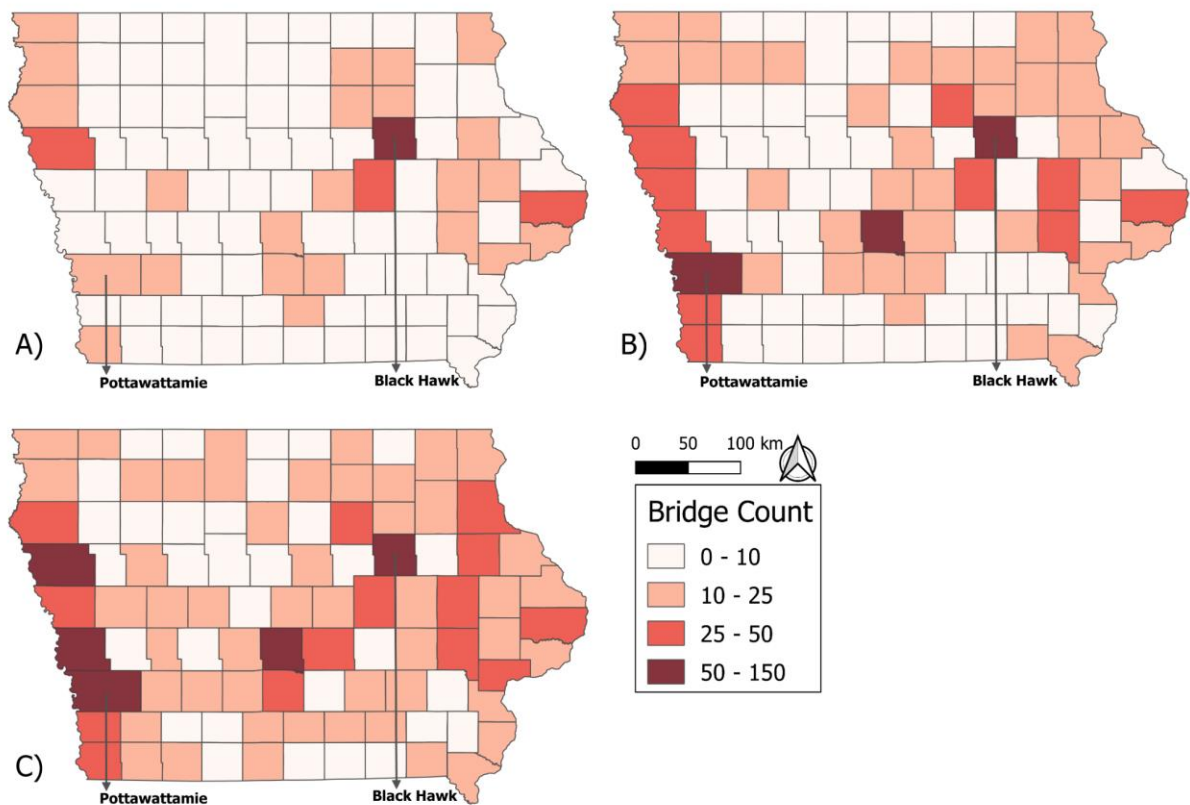 A)
Pottawattamie
Black Hawk
B)
Pottawattamie
Black Hawk
C)
Pottawattamie
Black Hawk
0 50 100 km
Bridge Count
0 - 10
10 - 25
25 - 50
50 - 150